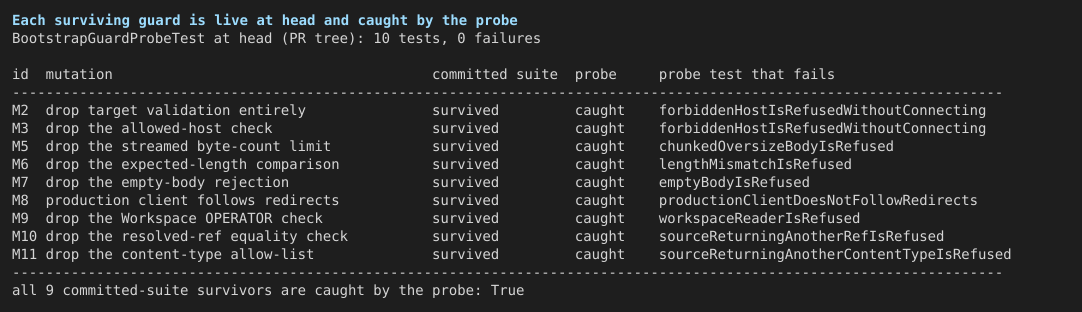 Each surviving guard is live at head and caught by the probe
BootstrapGuardProbeTest at head (PR tree): 10 tests, 0 failures
id  mutation                                      committed suite  probe     probe test that fails
----------------------------------------------------------------------------------------------------------------------
M2  drop target validation entirely               survived         caught    forbiddenHostIsRefusedWithoutConnecting
M3  drop the allowed-host check                   survived         caught    forbiddenHostIsRefusedWithoutConnecting
M5  drop the streamed byte-count limit            survived         caught    chunkedOversizeBodyIsRefused
M6  drop the expected-length comparison           survived         caught    lengthMismatchIsRefused
M7  drop the empty-body rejection                 survived         caught    emptyBodyIsRefused
M8  production client follows redirects           survived         caught    productionClientDoesNotFollowRedirects
M9  drop the Workspace OPERATOR check             survived         caught    workspaceReaderIsRefused
M10 drop the resolved-ref equality check          survived         caught    sourceReturningAnotherRefIsRefused
M11 drop the content-type allow-list              survived         caught    sourceReturningAnotherContentTypeIsRefused
----------------------------------------------------------------------------------------------------------------------
all 9 committed-suite survivors are caught by the probe: True